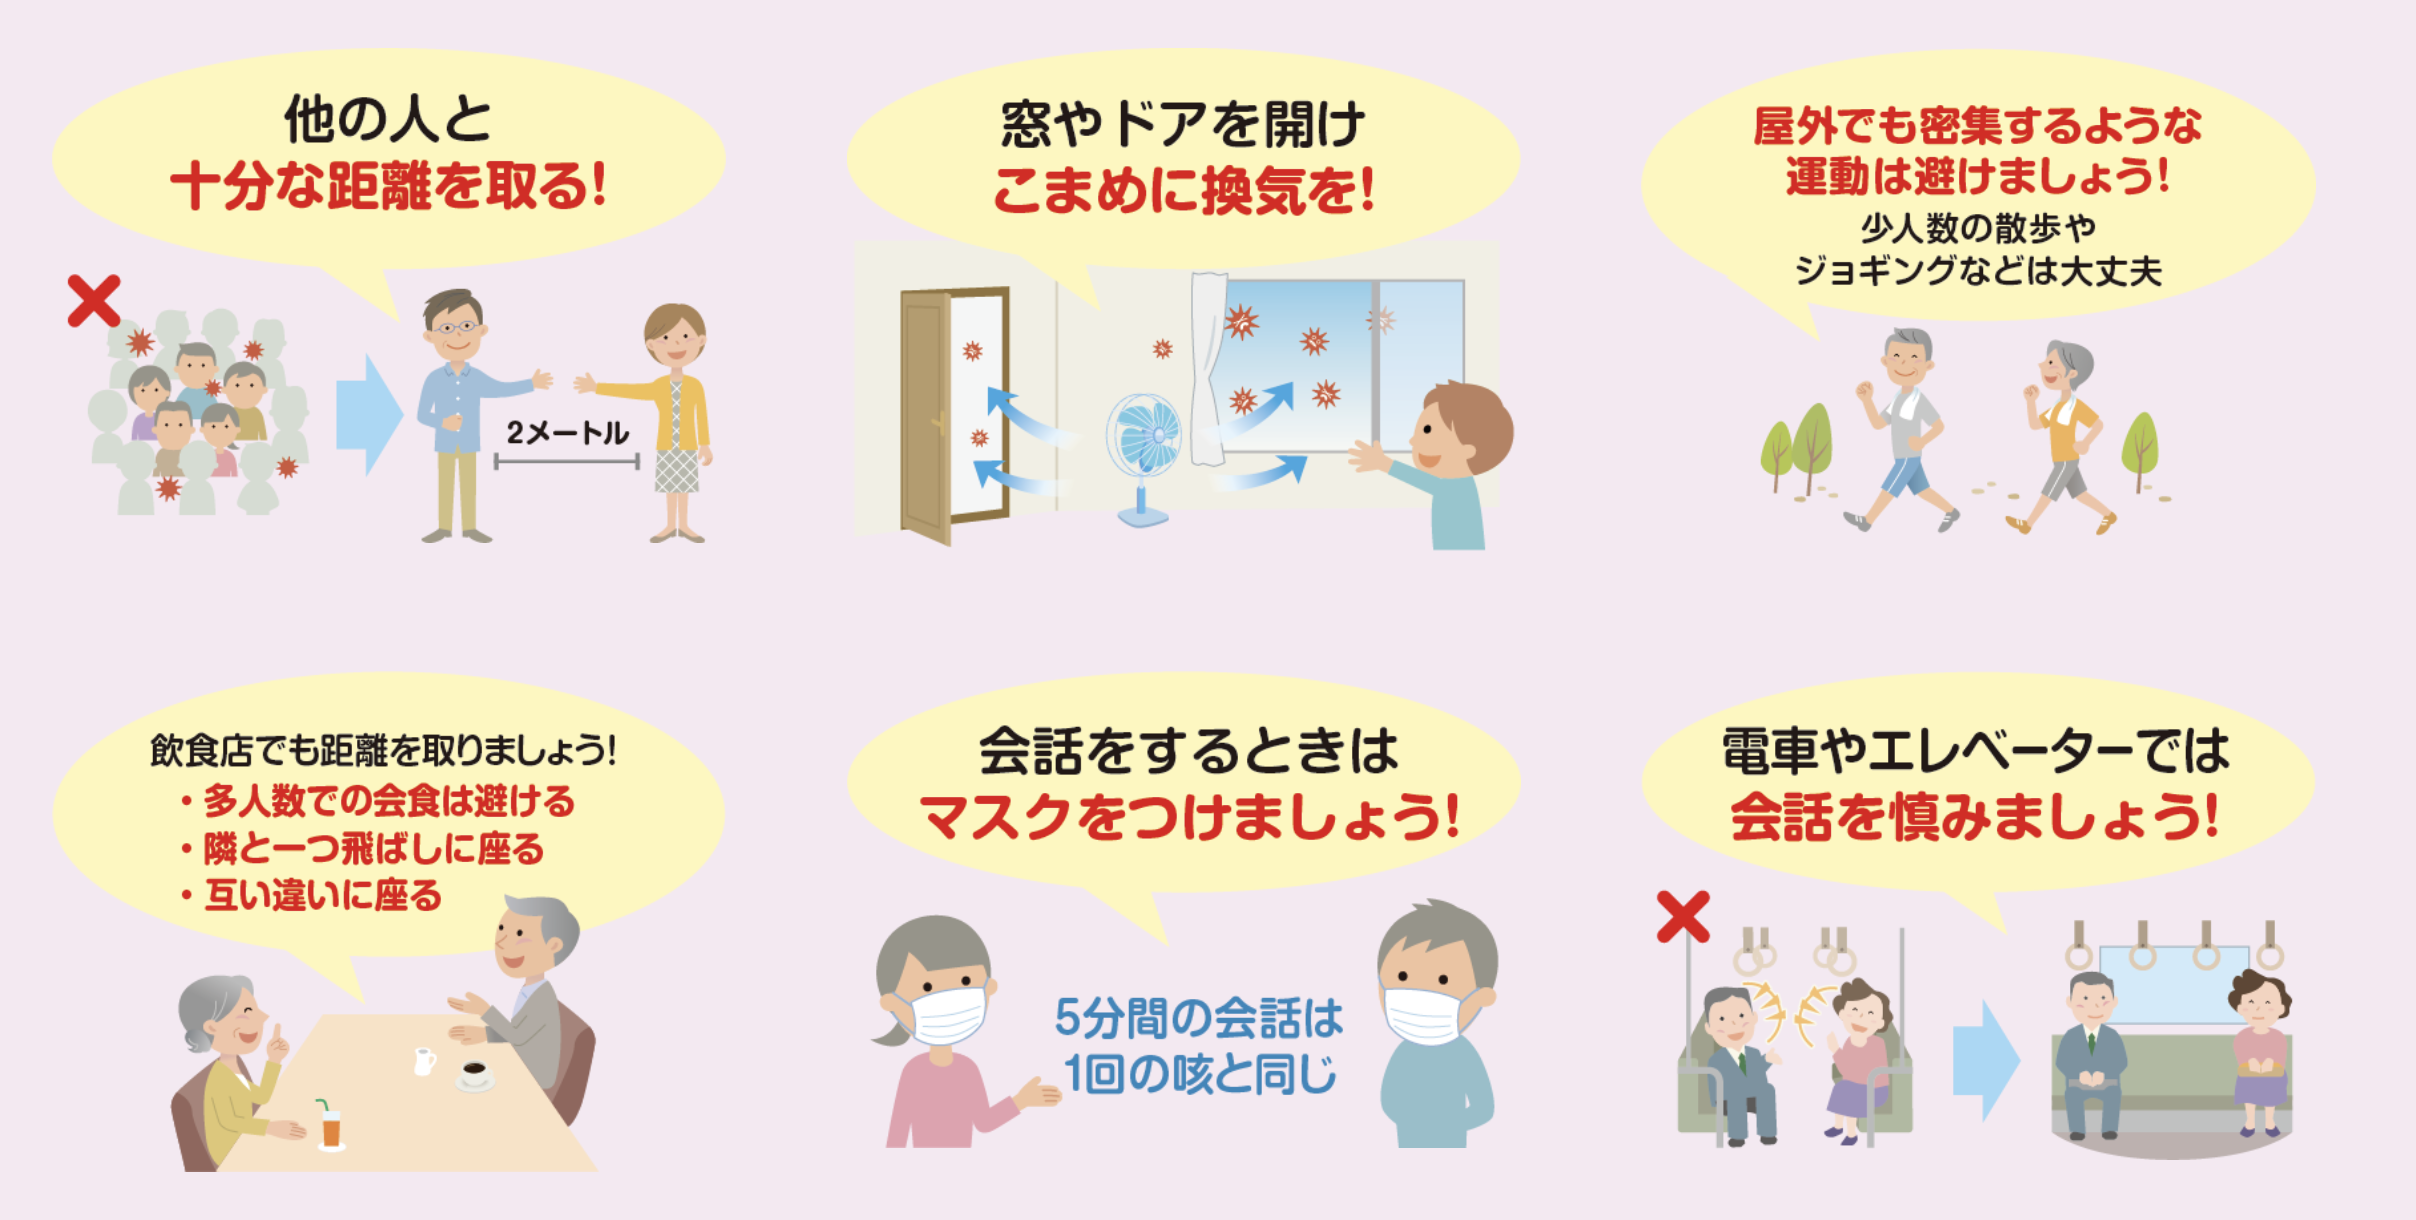 他の人と
十分な距離を取る!
2メートル
窓やドアを開け
こまめに換気を!
屋外でも密集するような
運動は避けましょう!
少人数の散歩や
ジョギングなどは大丈夫
飲食店でも距離を取りましょう!
・多人数での会食は避ける
・隣と一つ飛ばしに座る
・互い違いに座る
会話をするときは
マスクをつけましょう!
5分間の会話は
1回の咳と同じ
電車やエレベーターでは
会話を慎みましょう!